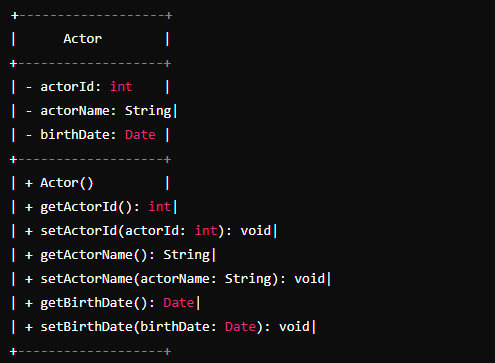 +-------------------+
|      Actor        |
+-------------------+
| - actorId: int    |
| - actorName: String|
| - birthDate: Date |
+-------------------+
| + Actor()         |
| + getActorId(): int|
| + setActorId(actorId: int): void|
| + getActorName(): String|
| + setActorName(actorName: String): void|
| + getBirthDate(): Date|
| + setBirthDate(birthDate: Date): void|
+-------------------+